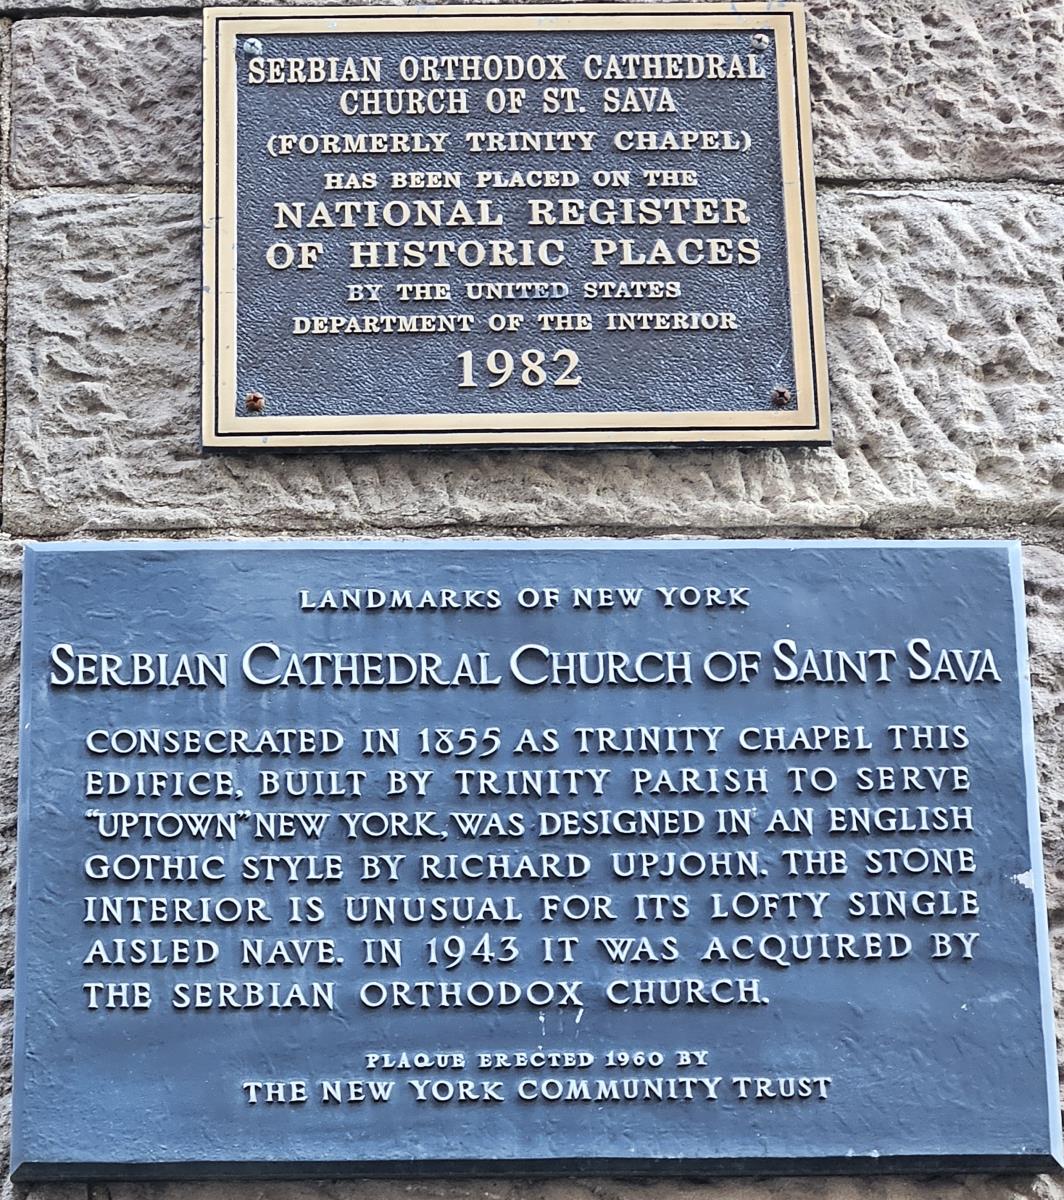 SERBIAN ORTHODOX CATHEDRAL
CHURCH OF ST. SAVA
(FORMERLY TRINITY CHAPEL)
HAS BEEN PLACED ON THE
NATIONAL REGISTER
OF HISTORIC PLACES
BY THE UNITED STATES
DEPARTMENT OF THE INTERIOR
1982
LANDMARKS OF NEW YORK
SERBIAN CATHEDRAL CHURCH OF SAINT SAVA
CONSECRATED IN 1855 AS TRINITY CHAPEL THIS
EDIFICE, BUILT BY TRINITY PARISH TO SERVE
"UPTOWN" NEW YORK, WAS DESIGNED IN AN ENGLISH
GOTHIC STYLE BY RICHARD UPJOHN. THE STONE
INTERIOR IS UNUSUAL FOR ITS LOFTY SINGLE
AISLED NAVE. IN 1943 IT WAS ACQUIRED BY
THE SERBIAN ORTHODOX CHURCH.
PLAQUE ERECTED 1960 BY
THE NEW YORK COMMUNITY TRUST